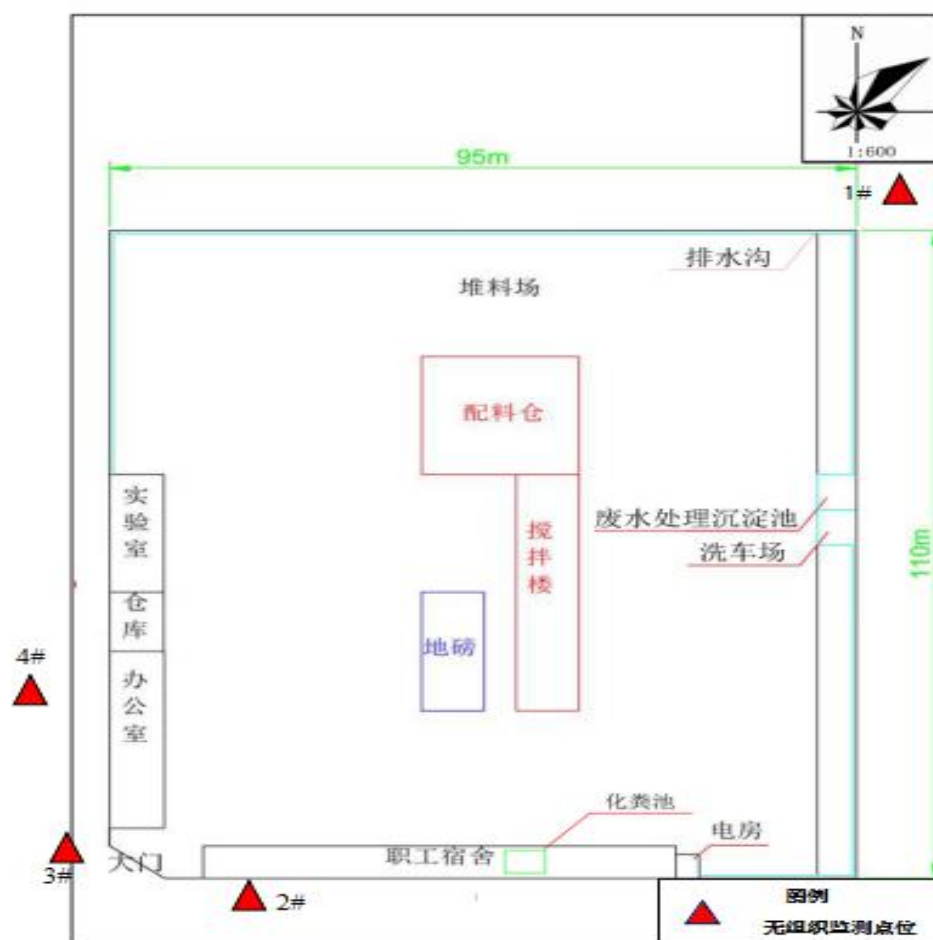 N
1:600
95m
1#
排水沟
堆料场
配料仓
实验室
废水处理沉淀池
搅拌楼
洗车场
110m
仓库
地磅
4#
办公室
化粪池
电房
职工宿舍
大门
3#
2#
图例
无组织监测点位